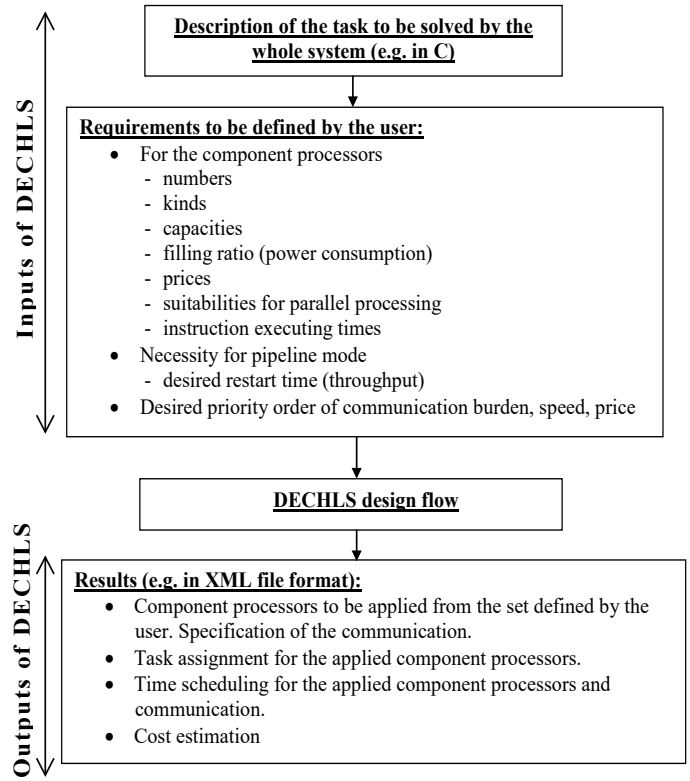 Description of the task to be solved by the
whole system (e.g. in C)
Inputs of DECHLS
Requirements to be defined by the user:
• For the component processors
- numbers
- kinds
- capacities
- filling ratio (power consumption)
- prices
- suitabilities for parallel processing
- instruction executing times
• Necessity for pipeline mode
- desired restart time (throughput)
• Desired priority order of communication burden, speed, price
DECHLS design flow
Outputs of DECHLS
Results (e.g. in XML file format):
• Component processors to be applied from the set defined by the
user. Specification of the communication.
• Task assignment for the applied component processors.
• Time scheduling for the applied component processors and
communication.
• Cost estimation